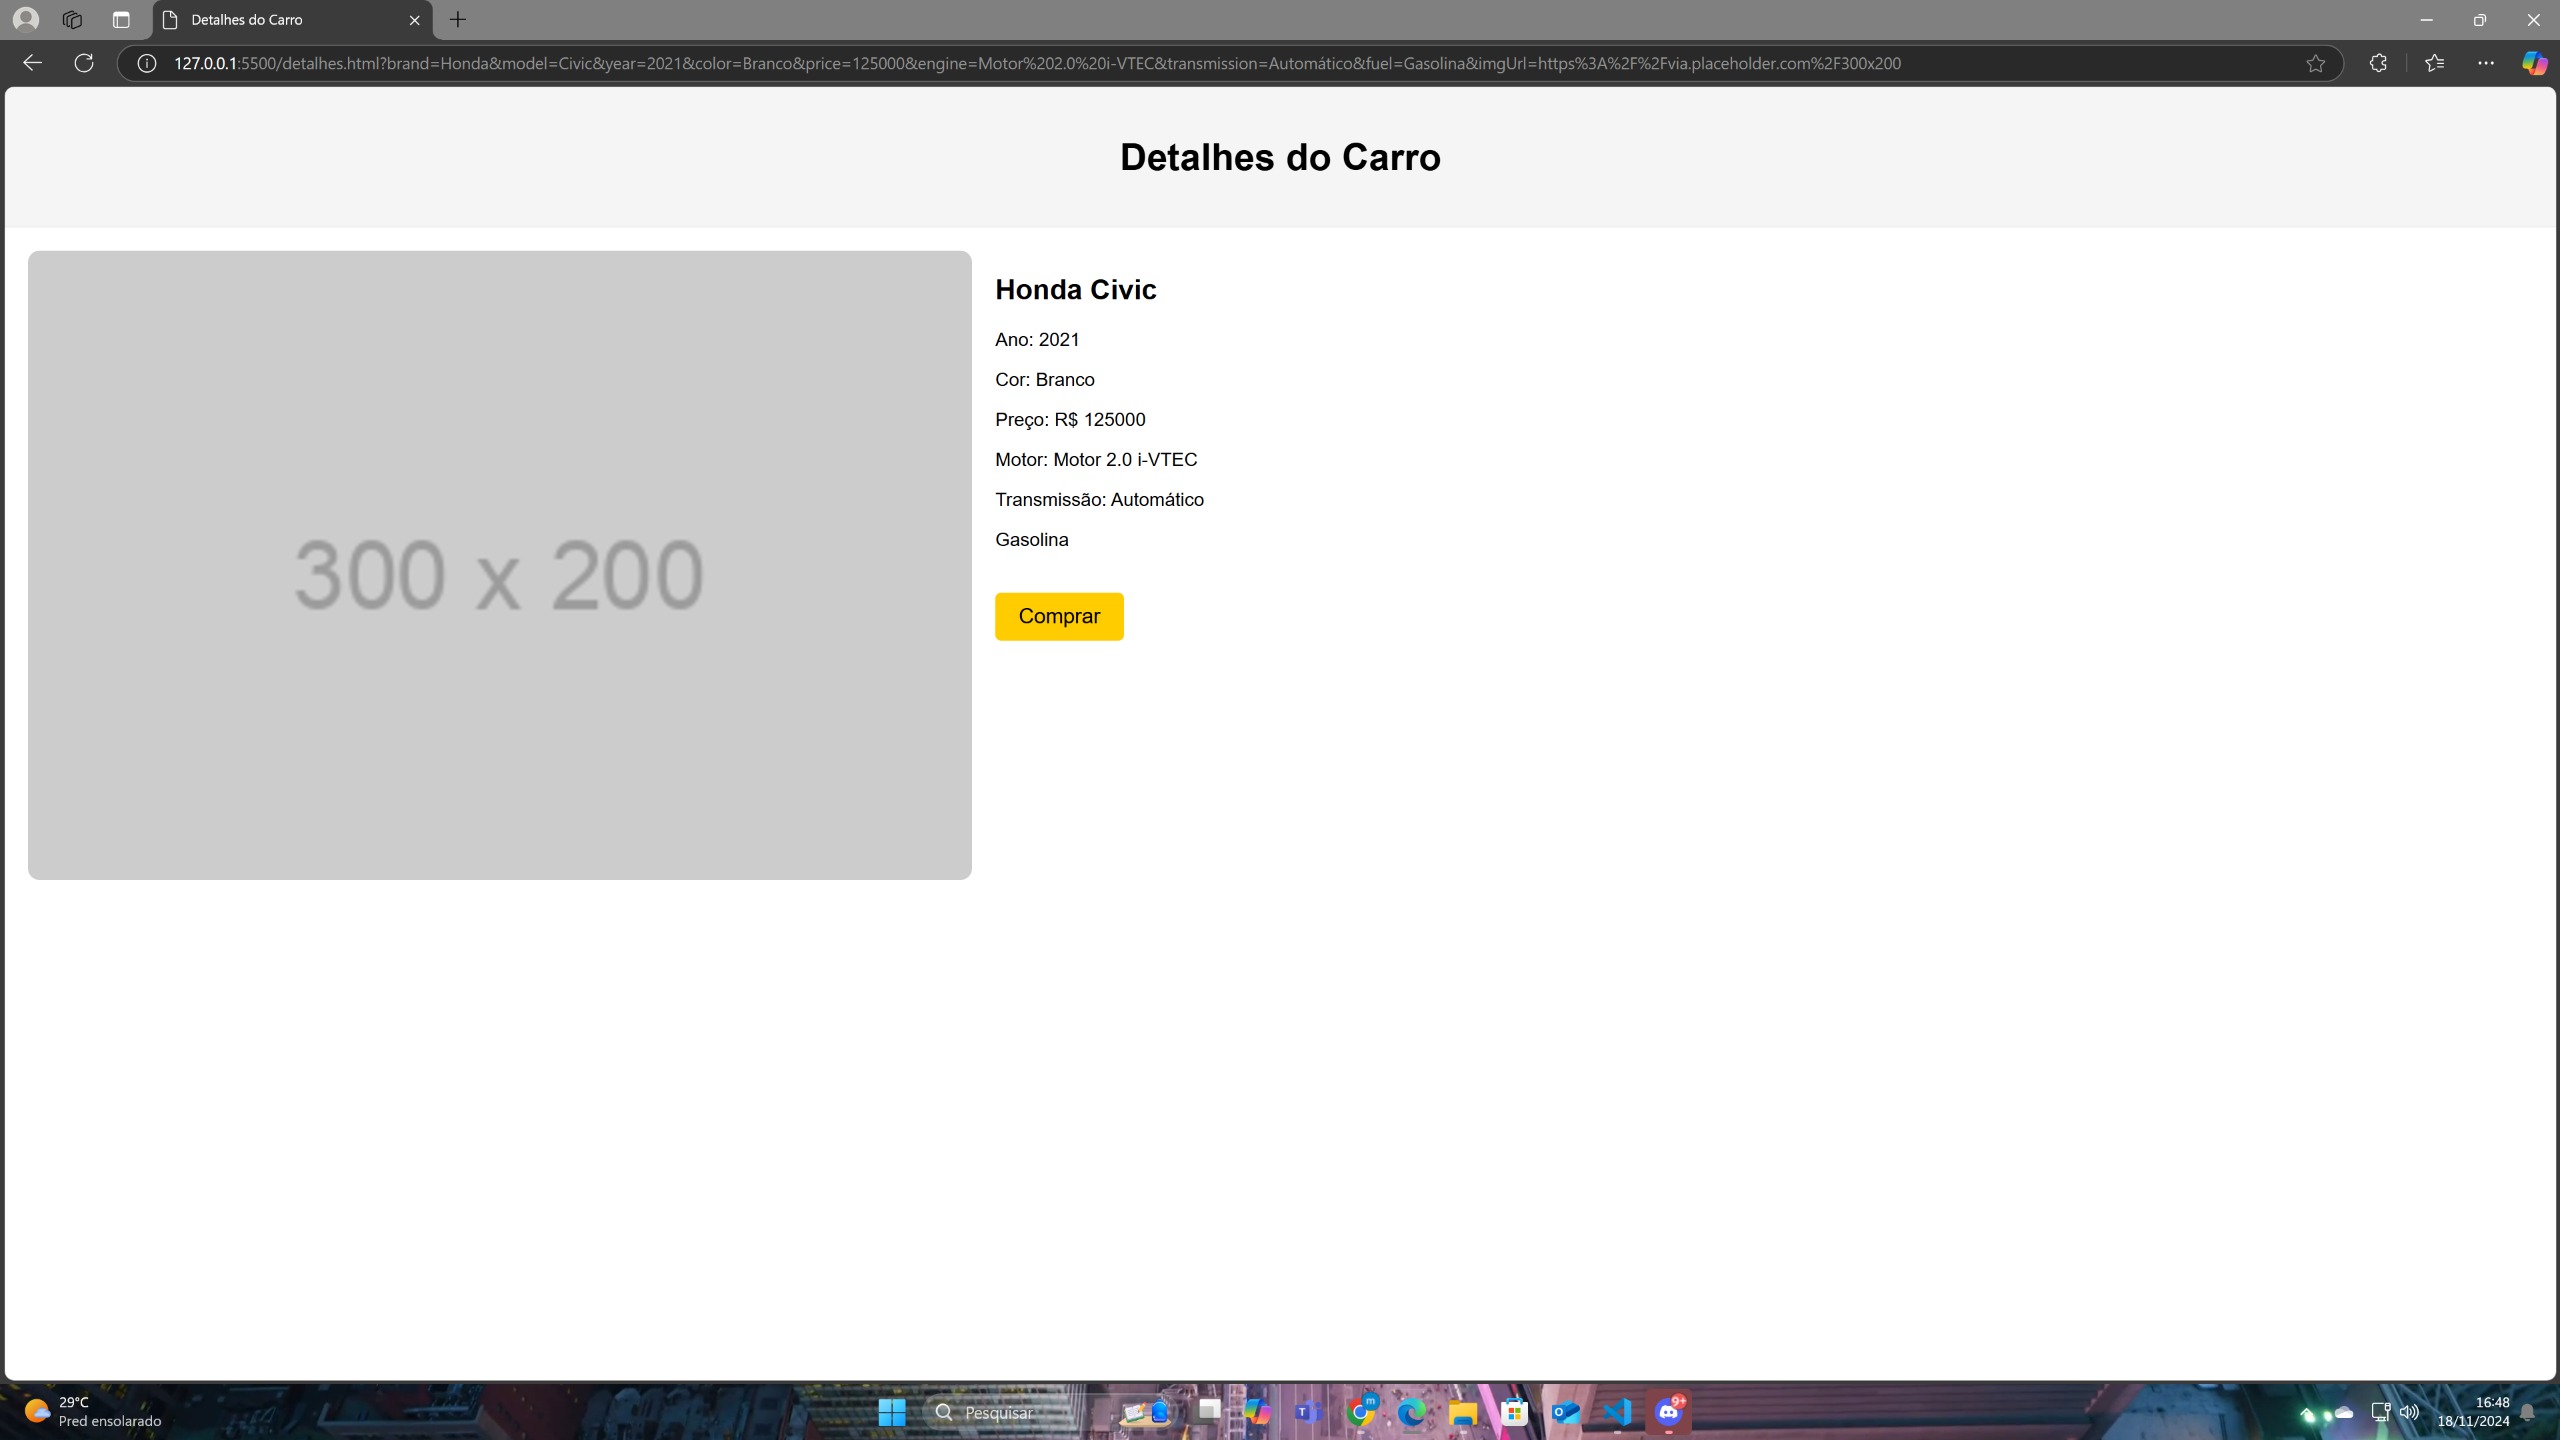 Detalhes do Carro
127.0.0.1:5500/detalhes.html?brand=Honda&model=Civic&year=2021&color=Branco&price=125000&engine=Motor%202.0%20i-VTEC&transmission=Automático&fuel=Gasolina&imgUrl=https%3A%2F%2Fvia.placeholder.com%2F300x200
Detalhes do Carro
300 x 200
Honda Civic
Ano: 2021
Cor: Branco
Preço: R$ 125000
Motor: Motor 2.0 i-VTEC
Transmissão: Automático
Gasolina
Comprar
29°C
Pred ensolarado
Pesquisar
T
m
O
9+
16:48
18/11/2024